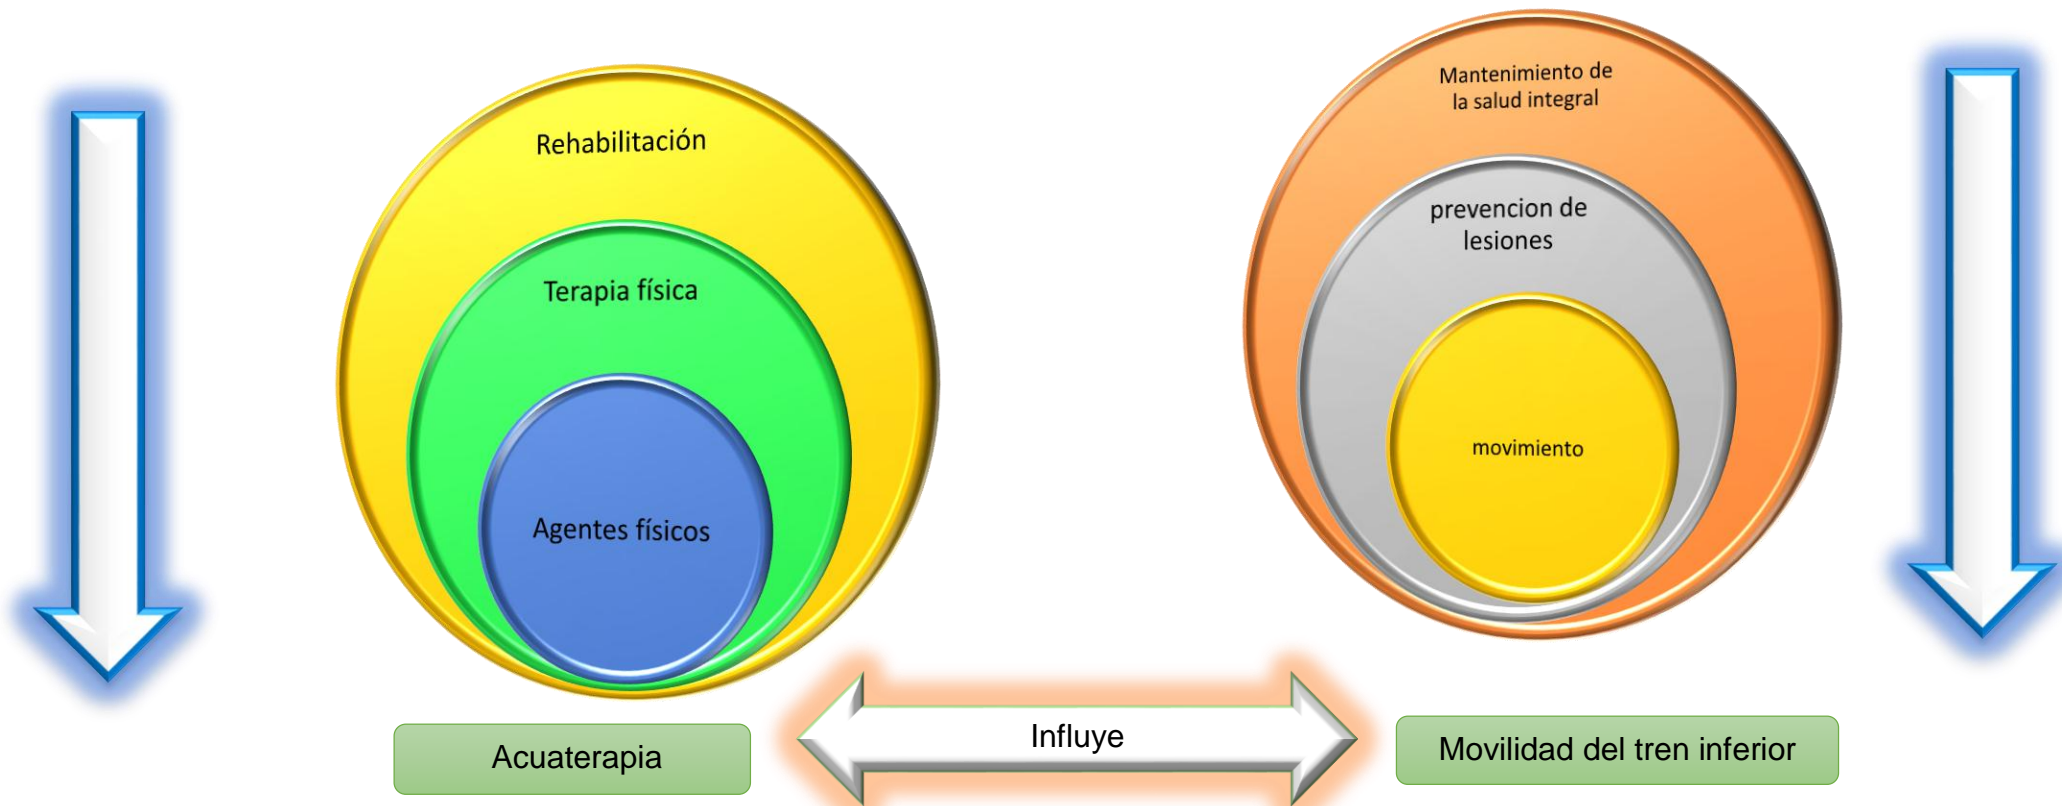 Rehabilitación
Terapia física
Agentes físicos
Acuaterapia
Influye
Mantenimiento de
la salud integral
prevencion de
lesiones
movimiento
Movilidad del tren inferior